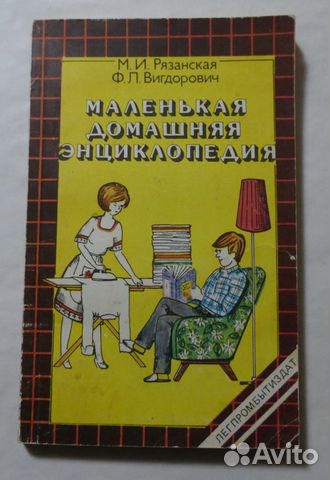 М. И. Рязанская
Ф. Л. Вигдорович
МАЛЕНЬКАЯ
ДОМАШНЯЯ
ЭНЦИКЛОПЕДИЯ
ЛЕГПРОМБЫТИЗДАТ
Avito